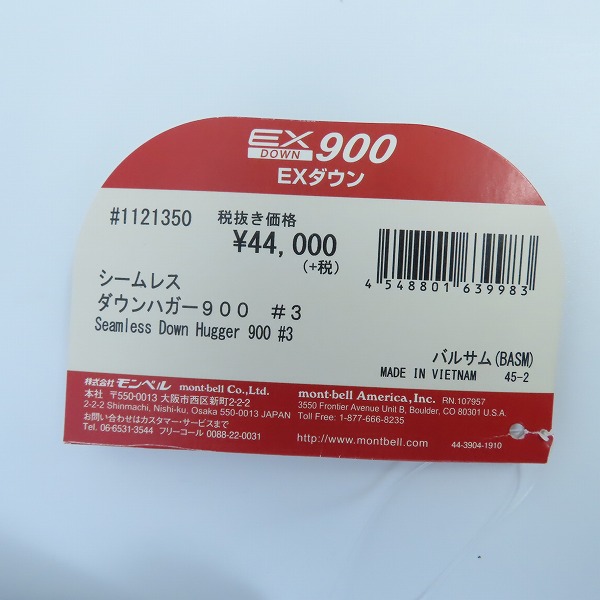 EX DOWN 900
EXダウン
#1121350 税抜き価格
¥44,000
(+税)
4 548801 639983
シームレス
ダウンハガー900 #3
Seamless Down Hugger 900 #3
バルサム(BASM)
MADE IN VIETNAM 45-2
株式会社モンベル mont-bell Co.,Ltd.
本社 〒550-0013 大阪市西区新町2-2-2
2-2-2 Shinmachi, Nishi-ku, Osaka 550-0013 JAPAN
お問い合わせはカスタマー・サービスまで
Tel. 06-6531-3544 フリーコール 0088-22-0031
mont-bell America, Inc. RN.107957
3550 Frontier Avenue Unit B, Boulder, CO 80301 U.S.A.
Toll Free: 1-877-666-8235
http://www.montbell.com
44-3904-1910